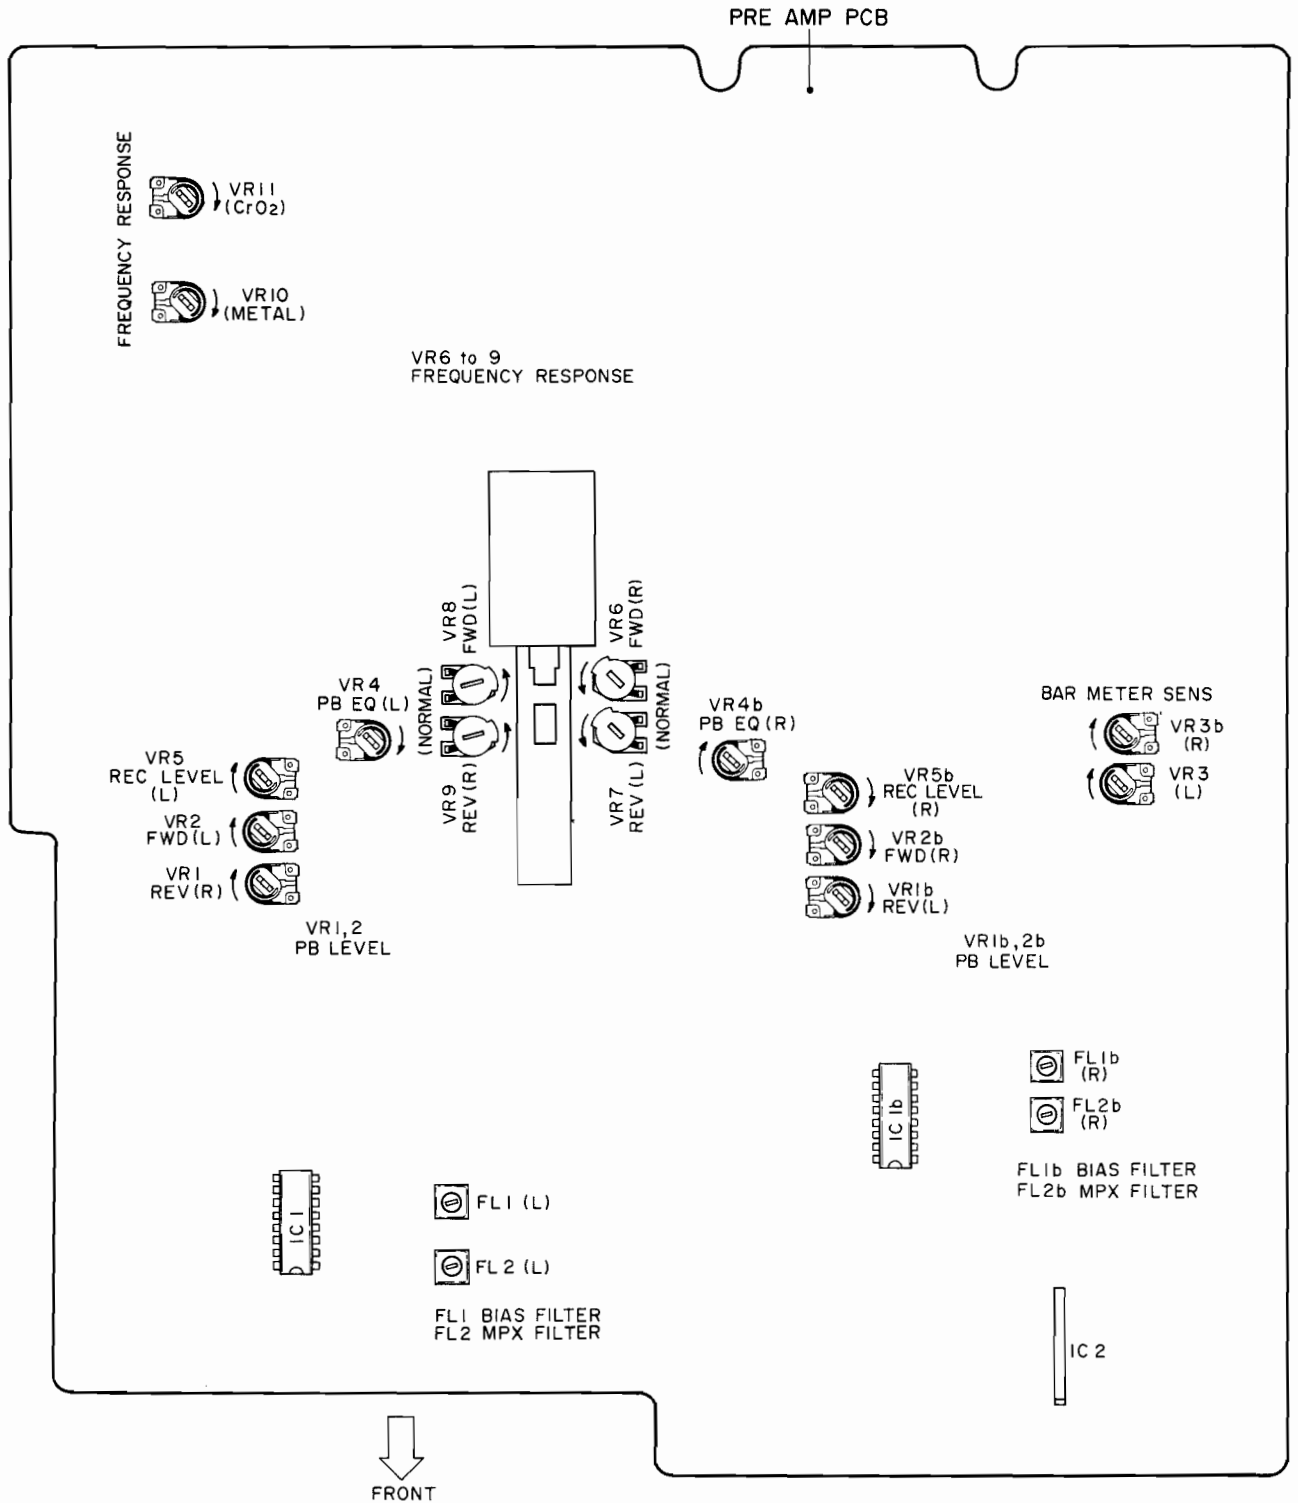 PRE AMP PCB
FREQUENCY RESPONSE
VR11
(CrO2)
VR10
(METAL)
VR6 to 9
FREQUENCY RESPONSE
VR8
FWD(L)
VR6
FWD(R)
(NORMAL)
(NORMAL)
VR9
REV(R)
VR7
REV(L)
VR4
PB EQ(L)
VR5
REC LEVEL
(L)
VR2
FWD(L)
VR1
REV(R)
VR1,2
PB LEVEL
VR4b
PB EQ(R)
VR5b
REC LEVEL
(R)
VR2b
FWD(R)
VR1b
REV(L)
VR1b,2b
PB LEVEL
BAR METER SENS
VR3b
(R)
VR3
(L)
IC1b
FL1b
(R)
FL2b
(R)
FL1b BIAS FILTER
FL2b MPX FILTER
IC1
FL1 (L)
FL2 (L)
FL1 BIAS FILTER
FL2 MPX FILTER
IC2
FRONT